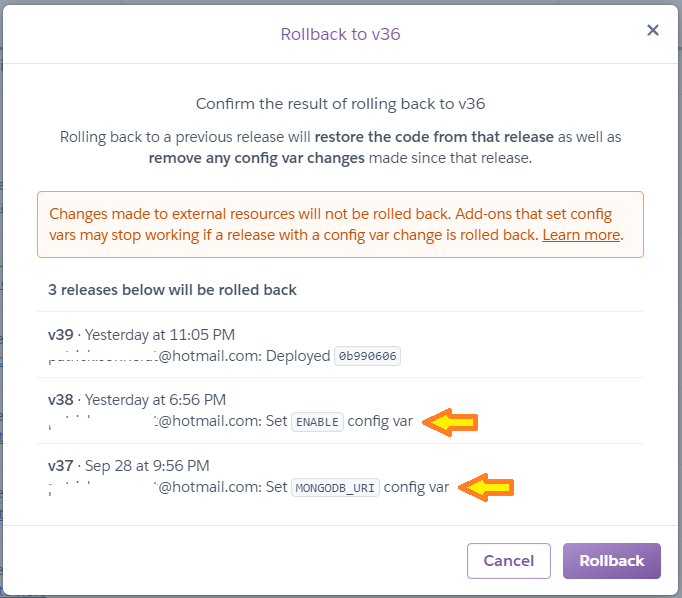 Rollback to v36
Confirm the result of rolling back to v36
Rolling back to a previous release will restore the code from that release as well as
remove any config var changes made since that release.
Changes made to external resources will not be rolled back. Add-ons that set config
vars may stop working if a release with a config var change is rolled back. Learn more.
3 releases below will be rolled back
v39 · Yesterday at 11:05 PM
@hotmail.com: Deployed 0b990606
v38 · Yesterday at 6:56 PM
@hotmail.com: Set ENABLE config var
v37 · Sep 28 at 9:56 PM
@hotmail.com: Set MONGODB_URI config var
Cancel Rollback